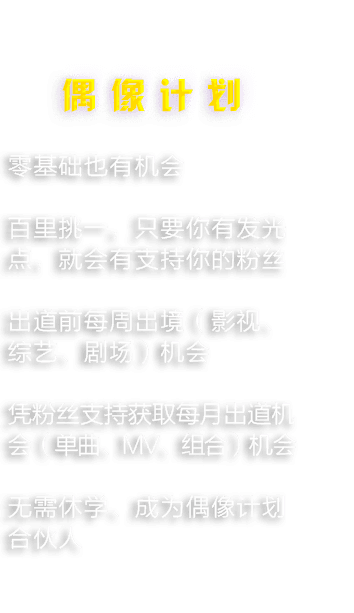 偶像计划
零基础也有机会
百里挑一，只要你有发光
点，就会有支持你的粉丝
出道前每周出境（影视、
综艺、剧场）机会
凭粉丝支持获取每月出道机
会（单曲、MV、组合）机会
无需休学，成为偶像计划
合伙人